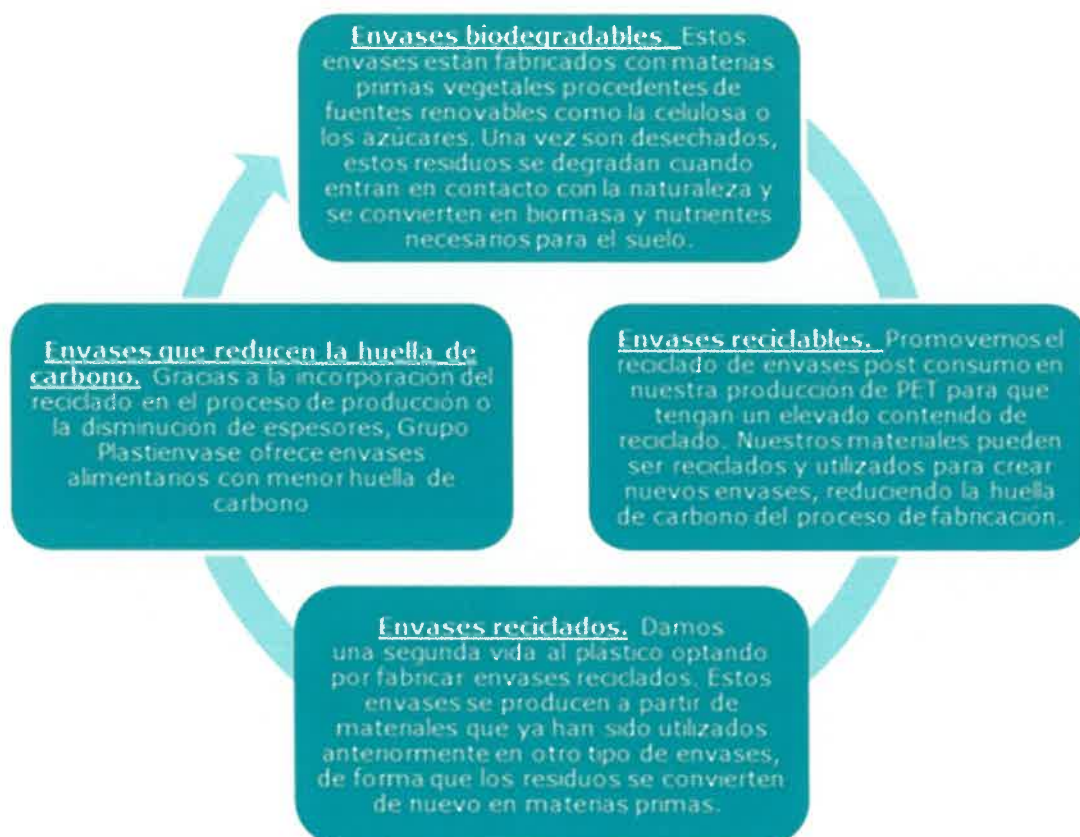 Envases biodegradables Estos
envases están fabricados con materias
primas vegetales procedentes de
fuentes renovables como la celulosa o
los azúcares. Una vez son desechados,
estos residuos se degradan cuando
entran en contacto con la naturaleza y
se convierten en biomasa y nutrientes
necesarios para el suelo.
Envases reciclables. Promovemos el
reciclado de envases post consumo en
nuestra producción de PET para que
tengan un elevado contenido de
reciclado. Nuestros materiales pueden
ser reciclados y utilizados para crear
nuevos envases, reduciendo la huella
de carbono del proceso de fabricación.
Envases reciclados. Damos
una segunda vida al plástico optando
por fabricar envases reciclados. Estos
envases se producen a partir de
materiales que ya han sido utilizados
anteriormente en otro tipo de envases,
de forma que los residuos se convierten
de nuevo en materias primas.
Envases que reducen la huella de
carbono. Gracias a la incorporación del
reciclado en el proceso de producción o
la disminución de espesores, Grupo
Plastienvase ofrece envases
alimentarios con menor huella de
carbono